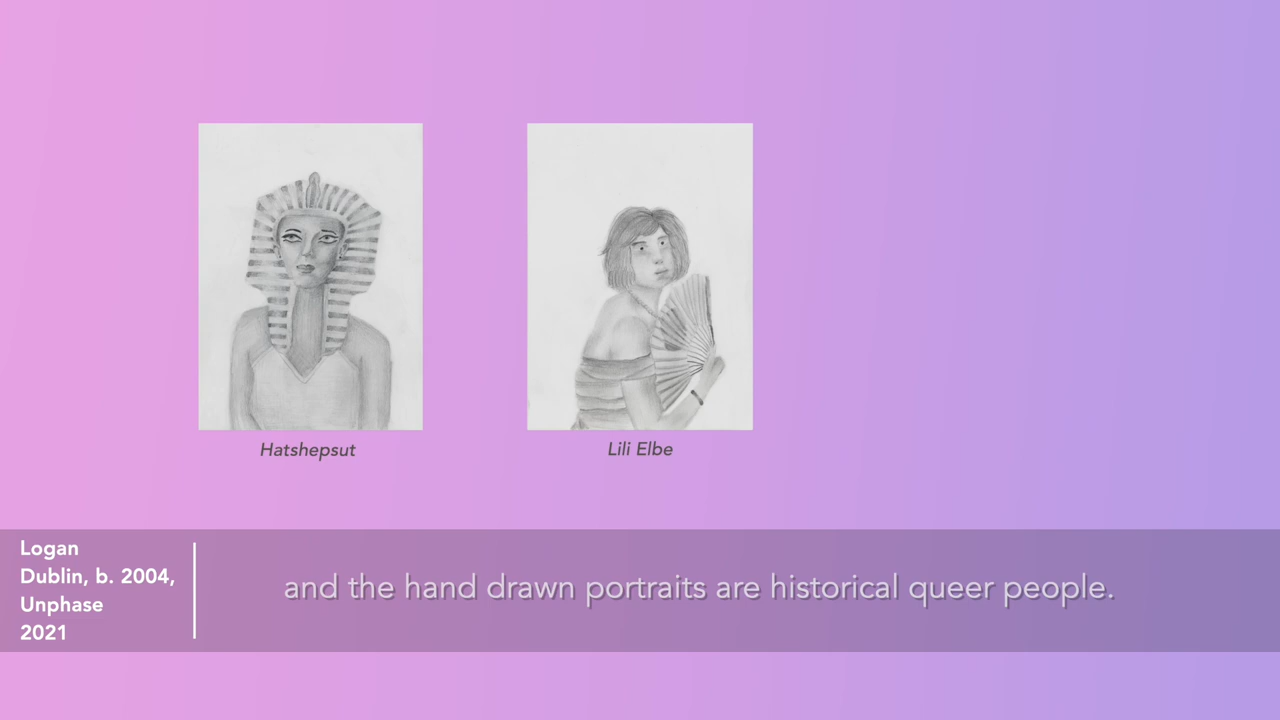 Hatshepsut
Lili Elbe
Logan
Dublin, b. 2004,
Unphase
2021
and the hand drawn portraits are historical queer people.